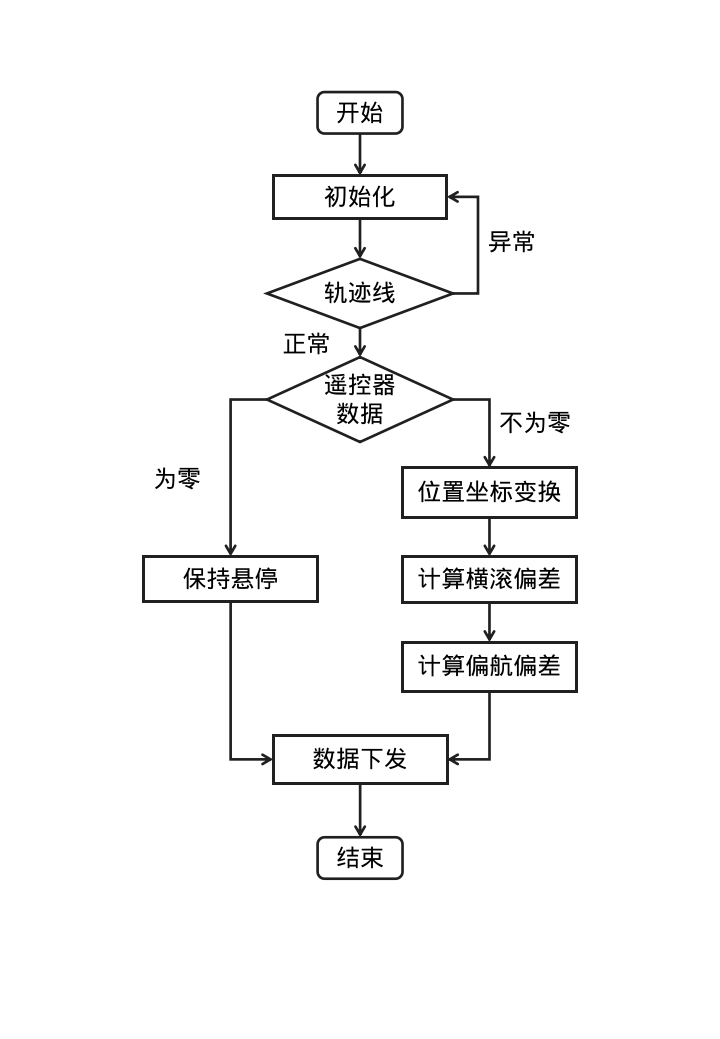 开始
初始化
异常
轨迹线
正常
遥控器
数据
不为零
为零
位置坐标变换
保持悬停
计算横滚偏差
计算偏航偏差
数据下发
结束